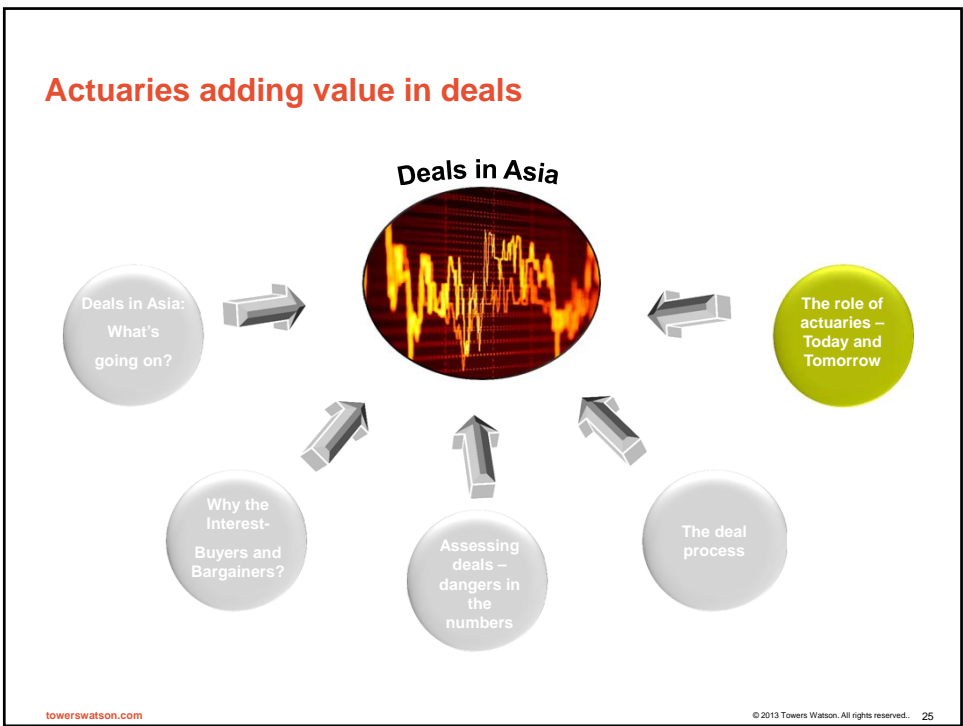 Actuaries adding value in deals
Deals in Asia
Deals in Asia:
What's
going on?
Why the
Interest-
Buyers and
Bargainers?
Assessing
deals –
dangers in
the
numbers
The deal
process
The role of
actuaries –
Today and
Tomorrow
towerswatson.com
© 2013 Towers Watson. All rights reserved.. 25